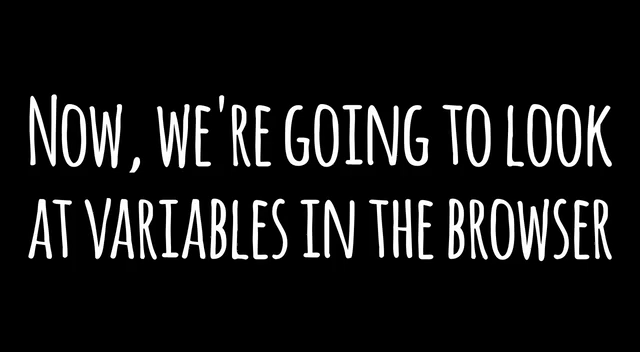 Now, we're going to look
at variables in the browser